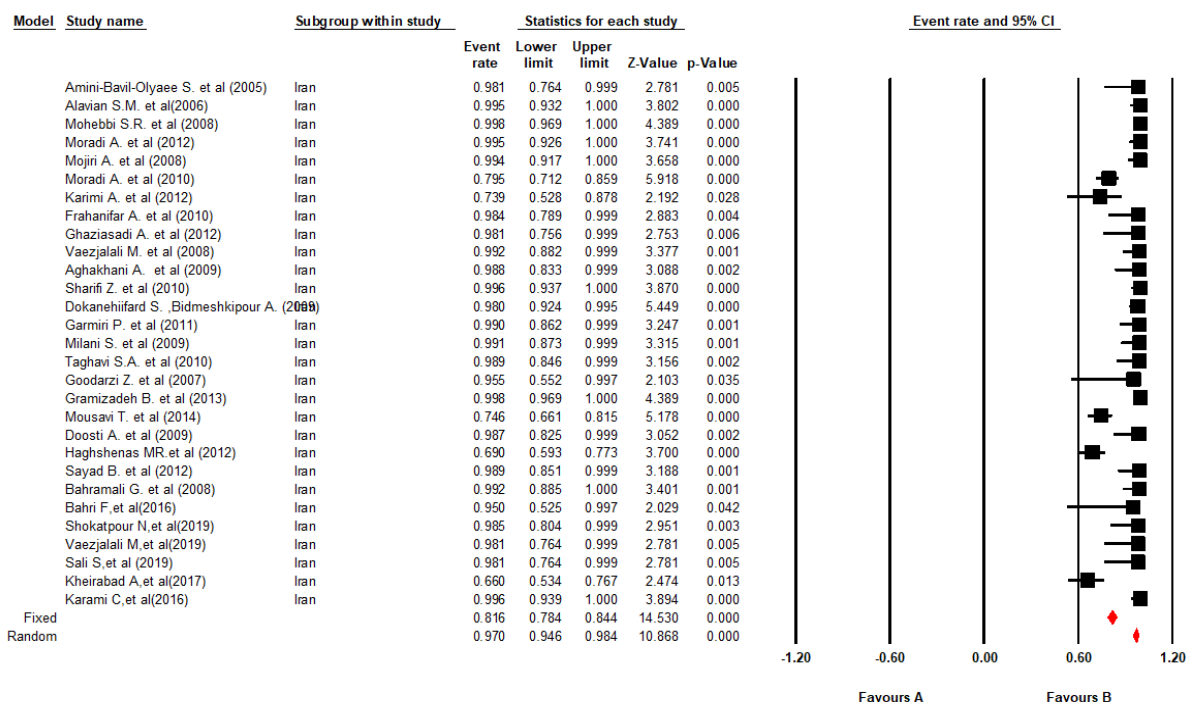 Model Study name Subgroup within study Statistics for each study Event rate and 95% CI
Event Lower Upper
rate limit limit Z-Value p-Value
Amini-Bavil-Olyaee S. et al (2005) Iran 0.981 0.764 0.999 2.781 0.005
Alavian S.M. et al(2006) Iran 0.995 0.932 1.000 3.802 0.000
Mohebbi S.R. et al (2008) Iran 0.998 0.969 1.000 4.389 0.000
Moradi A. et al (2012) Iran 0.995 0.926 1.000 3.741 0.000
Mojiri A. et al (2008) Iran 0.994 0.917 1.000 3.658 0.000
Moradi A. et al (2010) Iran 0.795 0.712 0.859 5.918 0.000
Karimi A. et al (2012) Iran 0.739 0.528 0.878 2.192 0.028
Frahanifar A. et al (2010) Iran 0.984 0.789 0.999 2.883 0.004
Ghaziasadi A. et al (2012) Iran 0.981 0.756 0.999 2.753 0.006
Vaezjalali M. et al (2008) Iran 0.992 0.882 0.999 3.377 0.001
Aghakhani A. et al (2009) Iran 0.988 0.833 0.999 3.088 0.002
Sharifi Z. et al (2010) Iran 0.996 0.937 1.000 3.870 0.000
Dokanehiifard S. ,Bidmeshkipour A. (2009) Iran 0.980 0.924 0.995 5.449 0.000
Garmiri P. et al (2011) Iran 0.990 0.862 0.999 3.247 0.001
Milani S. et al (2009) Iran 0.991 0.873 0.999 3.315 0.001
Taghavi S.A. et al (2010) Iran 0.989 0.846 0.999 3.156 0.002
Goodarzi Z. et al (2007) Iran 0.955 0.552 0.997 2.103 0.035
Gramizadeh B. et al (2013) Iran 0.998 0.969 1.000 4.389 0.000
Mousavi T. et al (2014) Iran 0.746 0.661 0.815 5.178 0.000
Doosti A. et al (2009) Iran 0.987 0.825 0.999 3.052 0.002
Haghshenas MR.et al (2012) Iran 0.690 0.593 0.773 3.700 0.000
Sayad B. et al (2012) Iran 0.989 0.851 0.999 3.188 0.001
Bahramali G. et al (2008) Iran 0.992 0.885 1.000 3.401 0.001
Bahri F,et al(2016) Iran 0.950 0.525 0.997 2.029 0.042
Shokatpour N,et al(2019) Iran 0.985 0.804 0.999 2.951 0.003
Vaezjalali M,et al(2019) Iran 0.981 0.764 0.999 2.781 0.005
Sali S,et al (2019) Iran 0.981 0.764 0.999 2.781 0.005
Kheirabad A,et al(2017) Iran 0.660 0.534 0.767 2.474 0.013
Karami C,et al(2016) Iran 0.996 0.939 1.000 3.894 0.000
Fixed 0.816 0.784 0.844 14.530 0.000
Random 0.970 0.946 0.984 10.868 0.000
-1.20 -0.60 0.00 0.60 1.20
Favours A Favours B